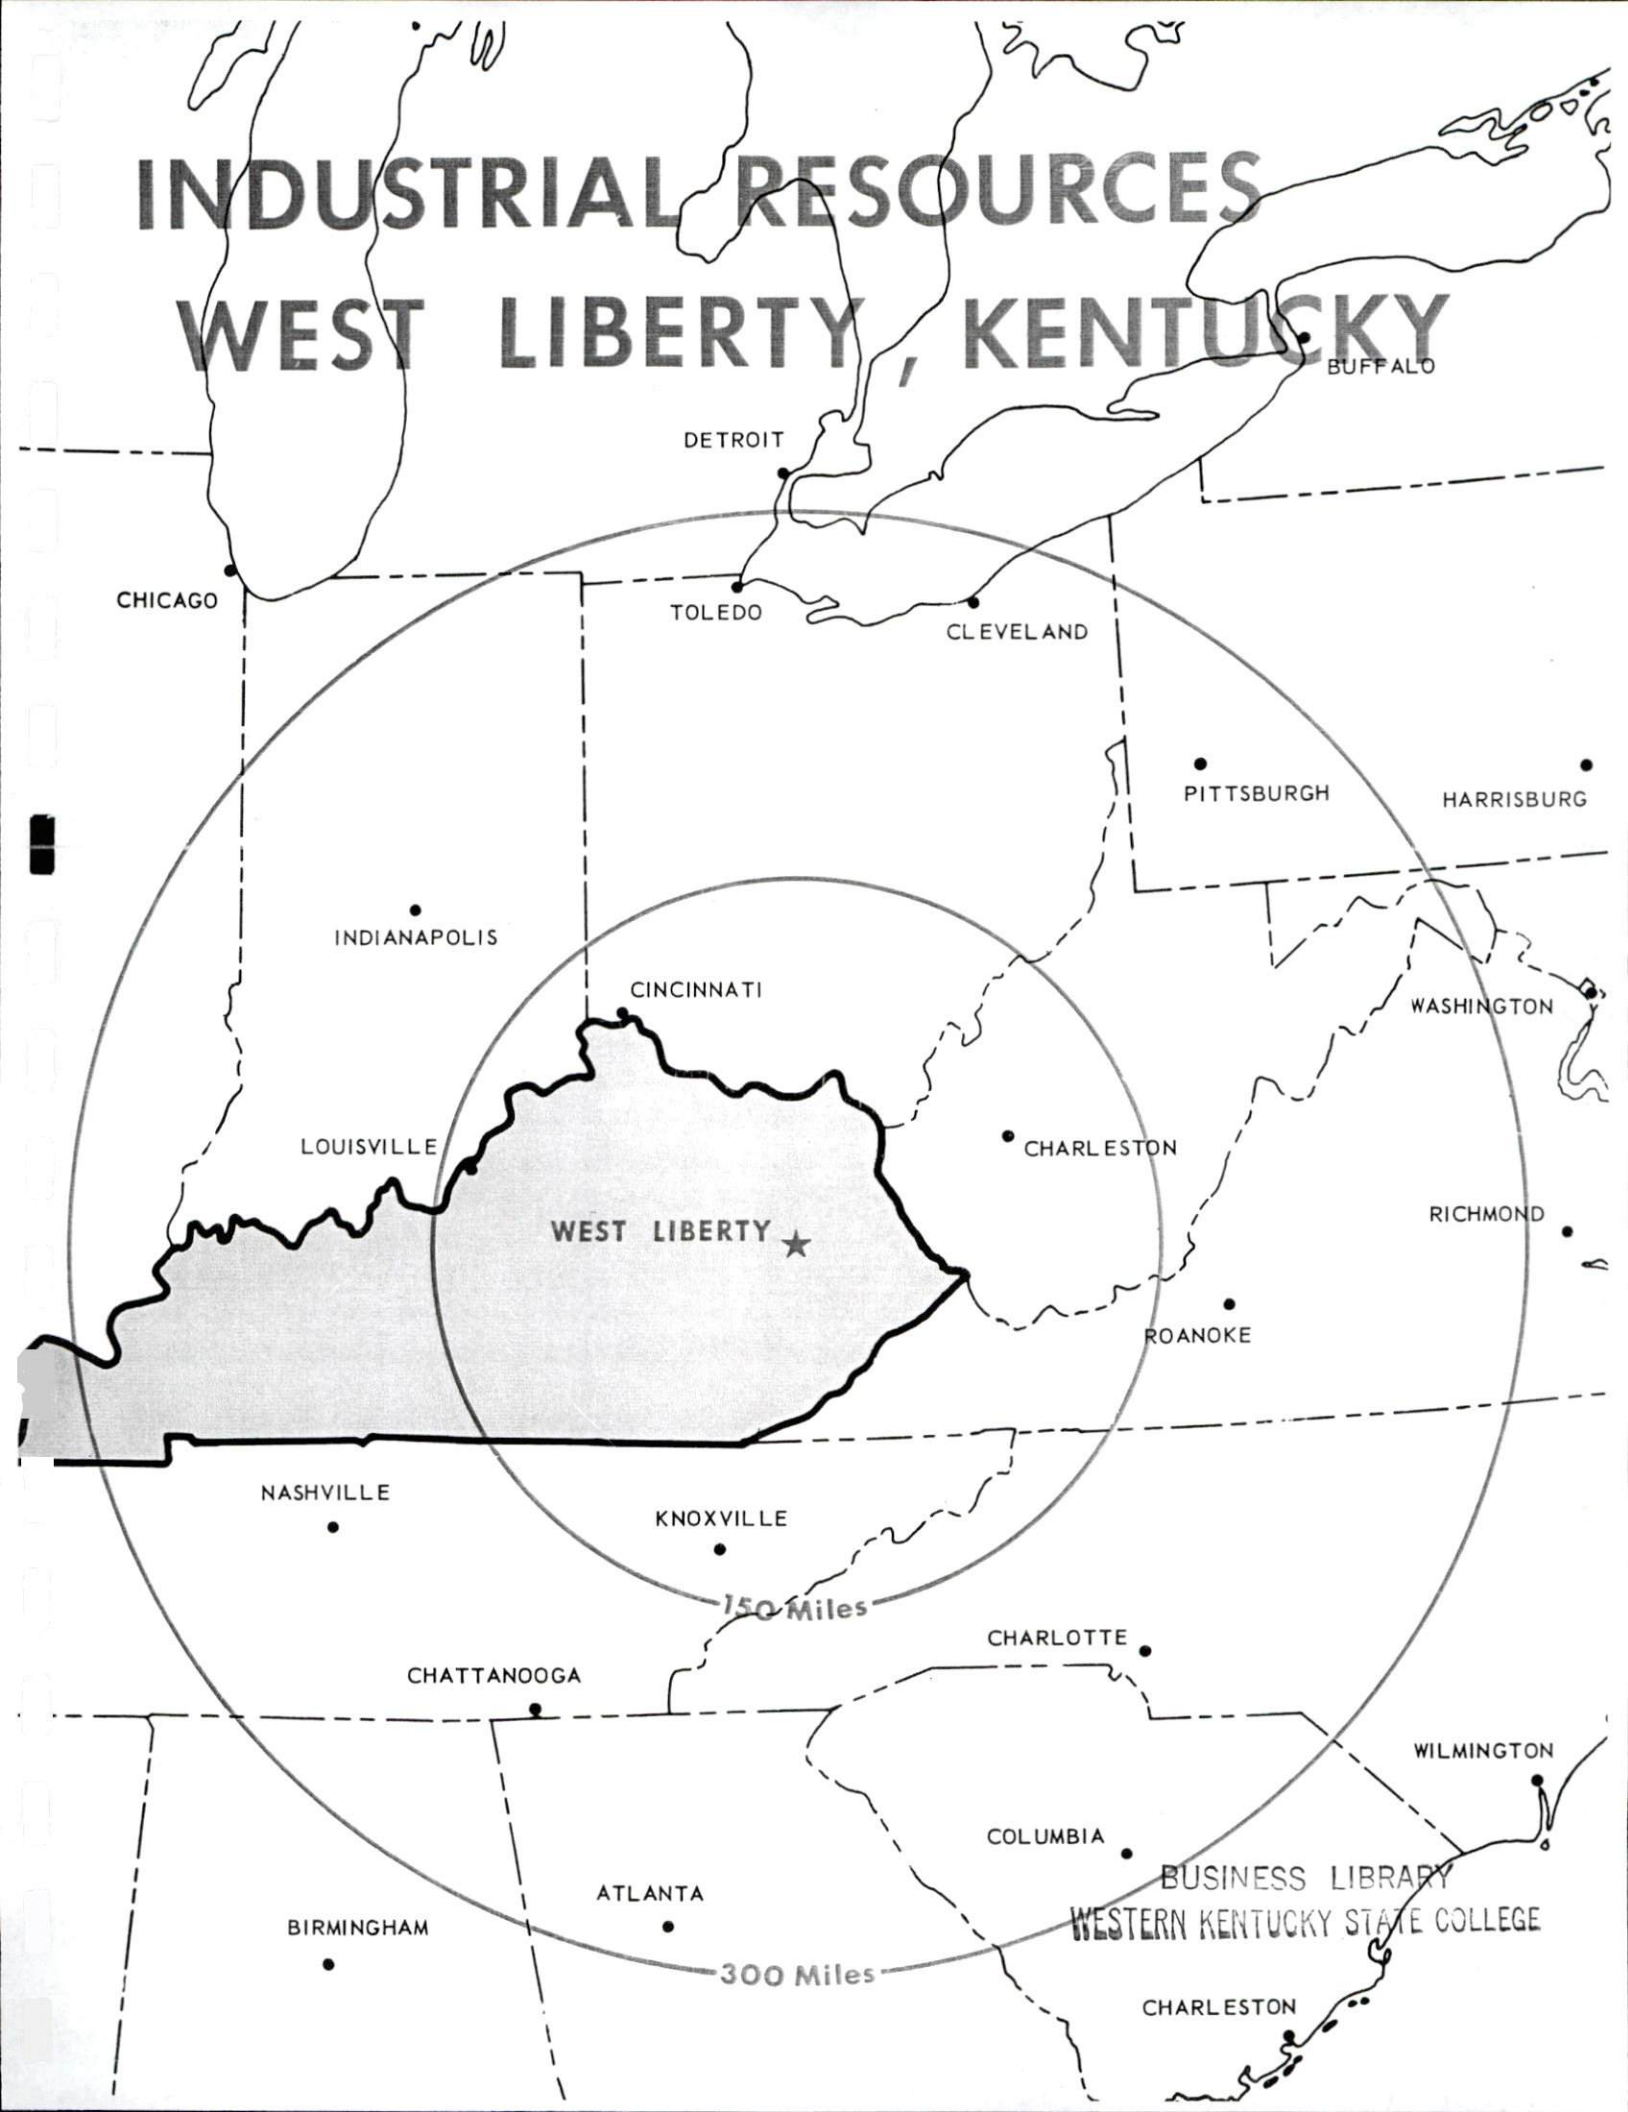 INDUSTRIAL RESOURCES
WEST LIBERTY, KENTUCKY
BUFFALO
DETROIT
CHICAGO
TOLEDO
CLEVELAND
PITTSBURGH
HARRISBURG
INDIANAPOLIS
CINCINNATI
WASHINGTON
LOUISVILLE
CHARLESTON
RICHMOND
WEST LIBERTY
ROANOKE
NASHVILLE
KNOXVILLE
150 Miles
CHARLOTTE
CHATTANOOGA
WILMINGTON
COLUMBIA
BUSINESS LIBRARY
WESTERN KENTUCKY STATE COLLEGE
ATLANTA
BIRMINGHAM
300 Miles
CHARLESTON